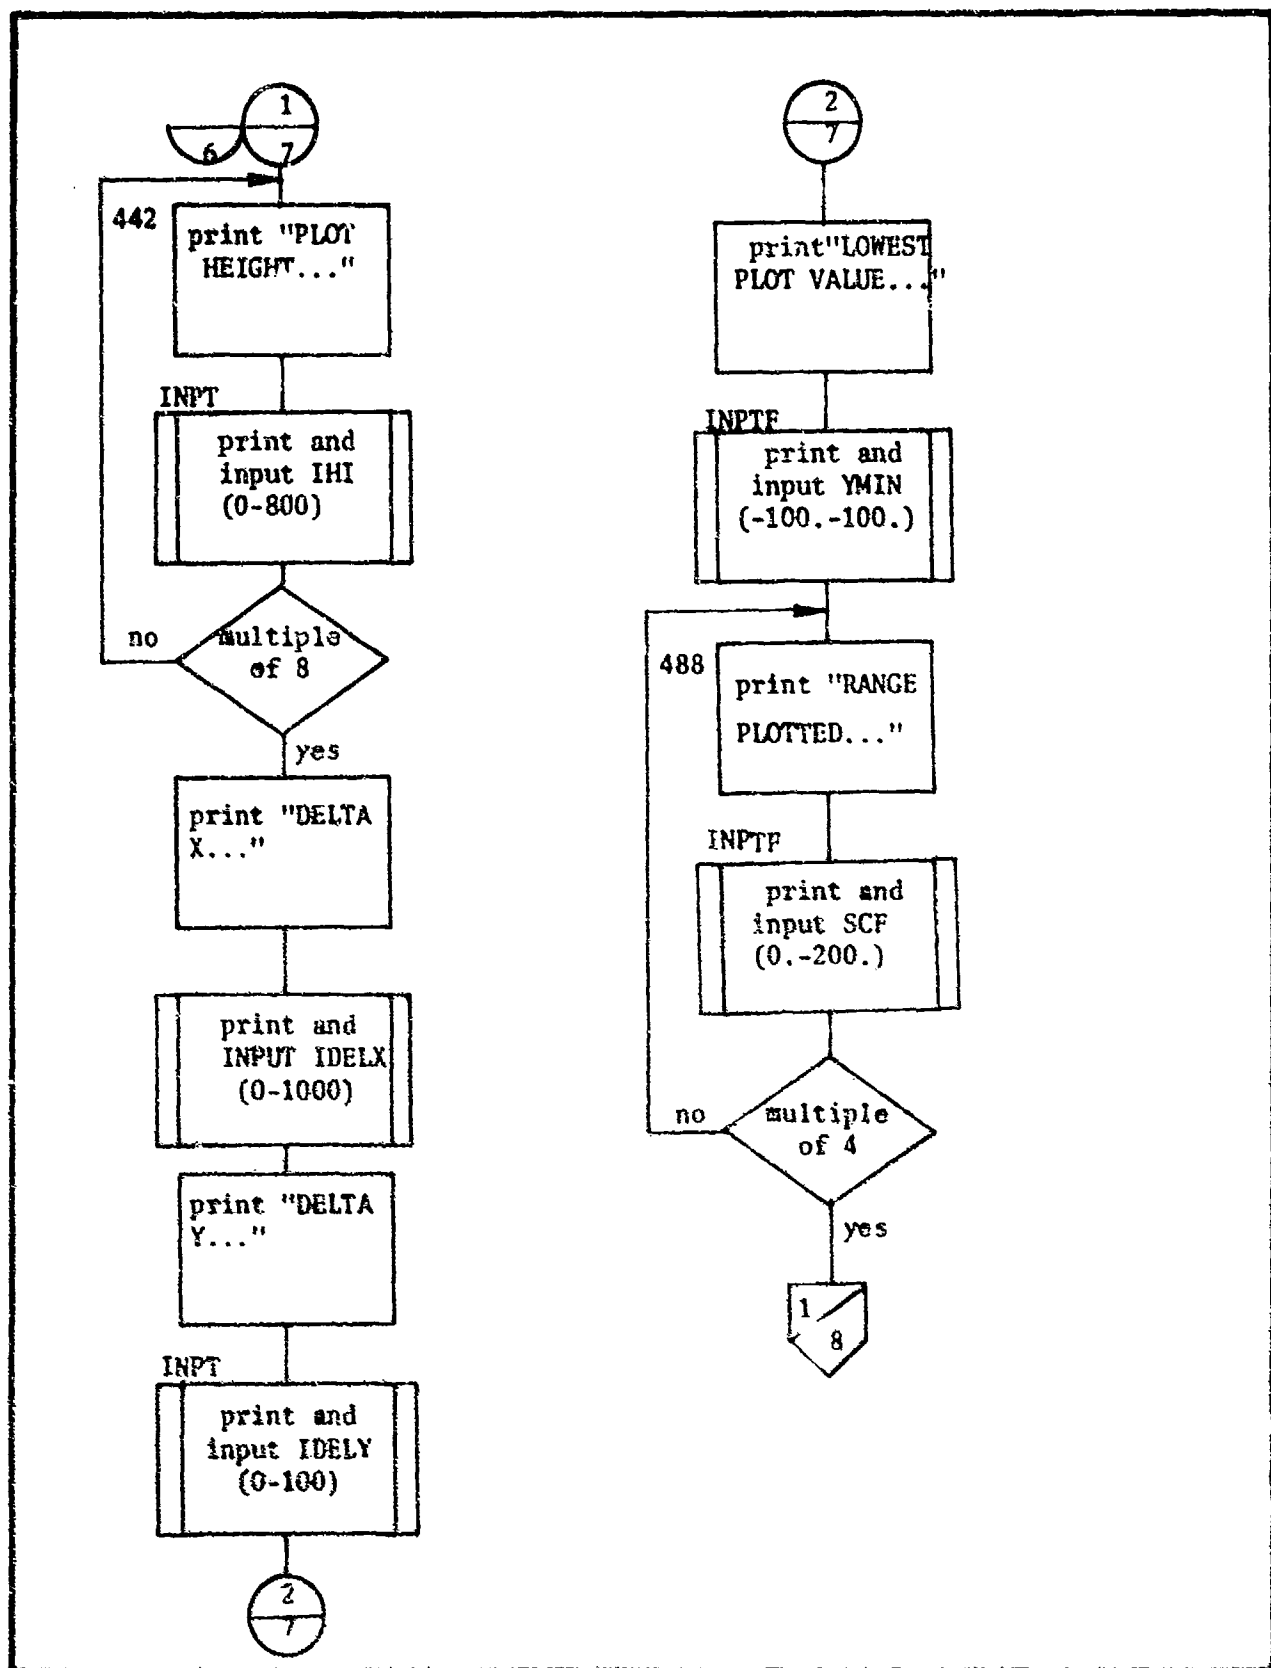 1
6
7
442
print "PLOT
HEIGHT..."
INPT
print and
input IHI
(0-800)
no
multiple
of 8
yes
print "DELTA
X..."
print and
INPUT IDELX
(0-1000)
print "DELTA
Y..."
INPT
print and
input IDELY
(0-100)
2
7
2
7
print"LOWEST
PLOT VALUE..."
INPTF
print and
input YMIN
(-100.-100.)
488
print "RANGE
PLOTTED..."
INPTF
print and
input SCF
(0.-200.)
no
multiple
of 4
yes
1
8